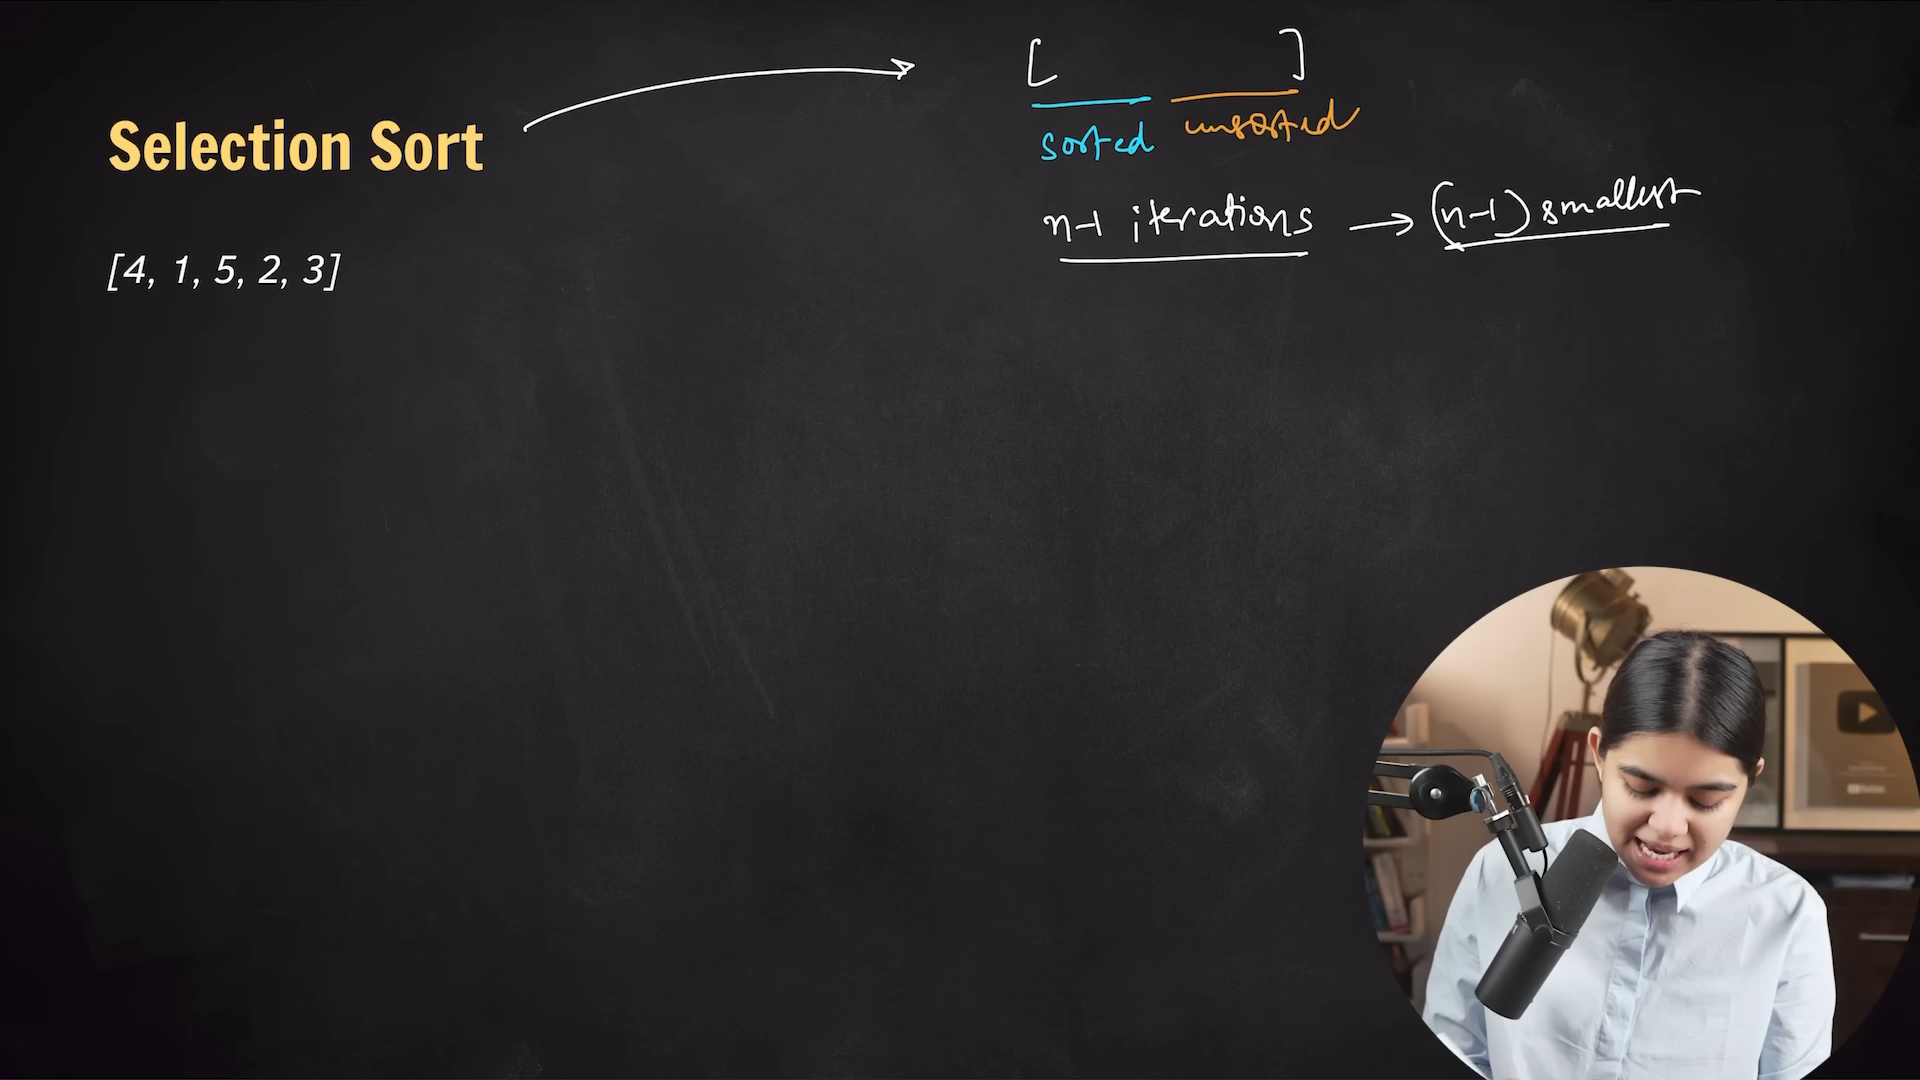 [ ]
sorted unsorted
Selection Sort
n-1 iterations → (n-1) smallest
[4, 1, 5, 2, 3]